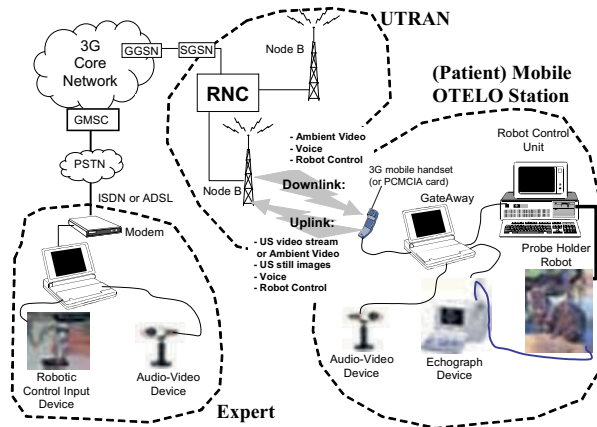 UTRAN
3G
Core
Network
GGSN
SGSN
Node B
RNC
GMSC
(Patient) Mobile
OTELO Station
- Ambient Video
- Voice
- Robot Control
Robot Control
Unit
PSTN
Node B
Downlink:
3G mobile handset
(or PCMCIA card)
GateAway
ISDN or ADSL
Uplink:
Modem
- US video stream
or Ambient Video
- US still images
- Voice
- Robot Control
Probe Holder
Robot
Robotic
Control Input
Device
Audio-Video
Device
Expert
Audio-Video
Device
Echograph
Device